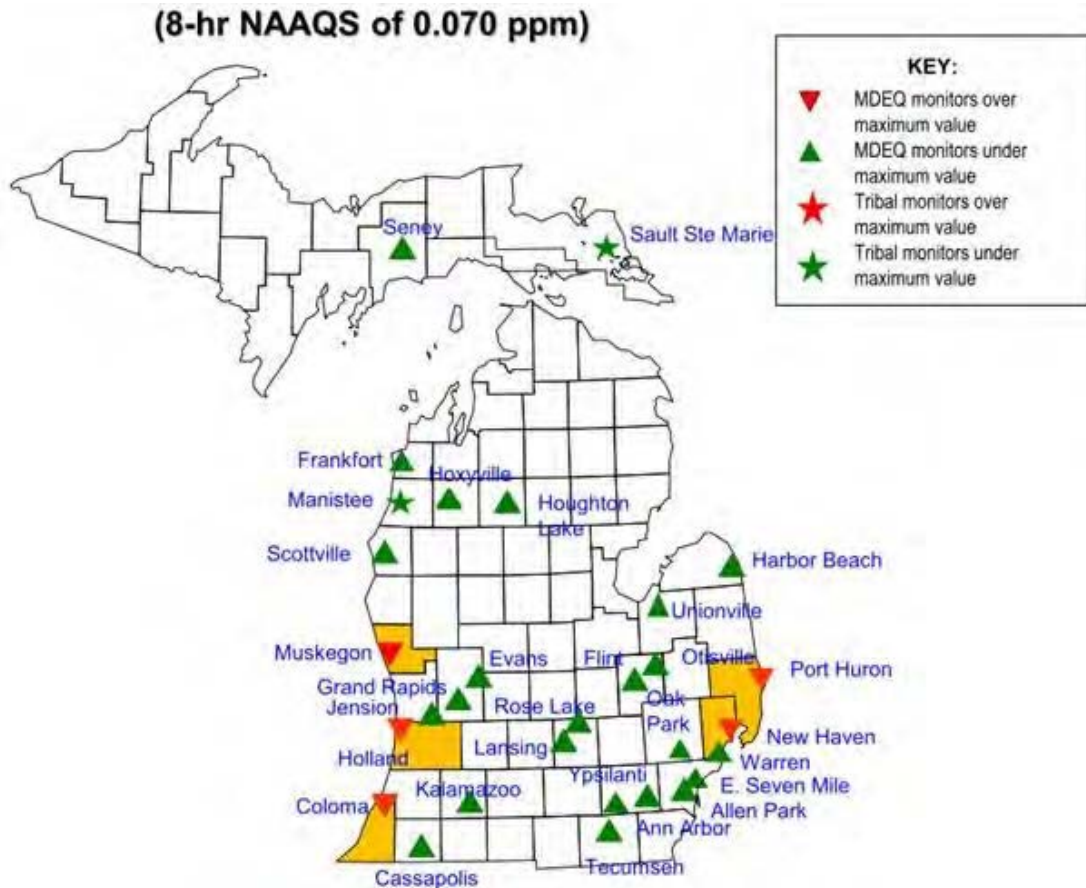 (8-hr NAAQS of 0.070 ppm)
KEY:
MDEQ monitors over
maximum value
MDEQ monitors under
maximum value
Tribal monitors over
maximum value
Tribal monitors under
maximum value
Seney
Sault Ste Marie
Frankfort
Hoxyville
Manistee
Houghton
Lake
Scottville
Harbor Beach
Unionville
Muskegon
Evans
Flint
Otisville
Port Huron
Grand Rapids
Jension
Rose Lake
Oak
Park
Holland
Lansing
New Haven
Warren
Ypsilanti
E. Seven Mile
Coloma
Kalamazoo
Allen Park
Ann Arbor
Tecumseh
Cassapolis